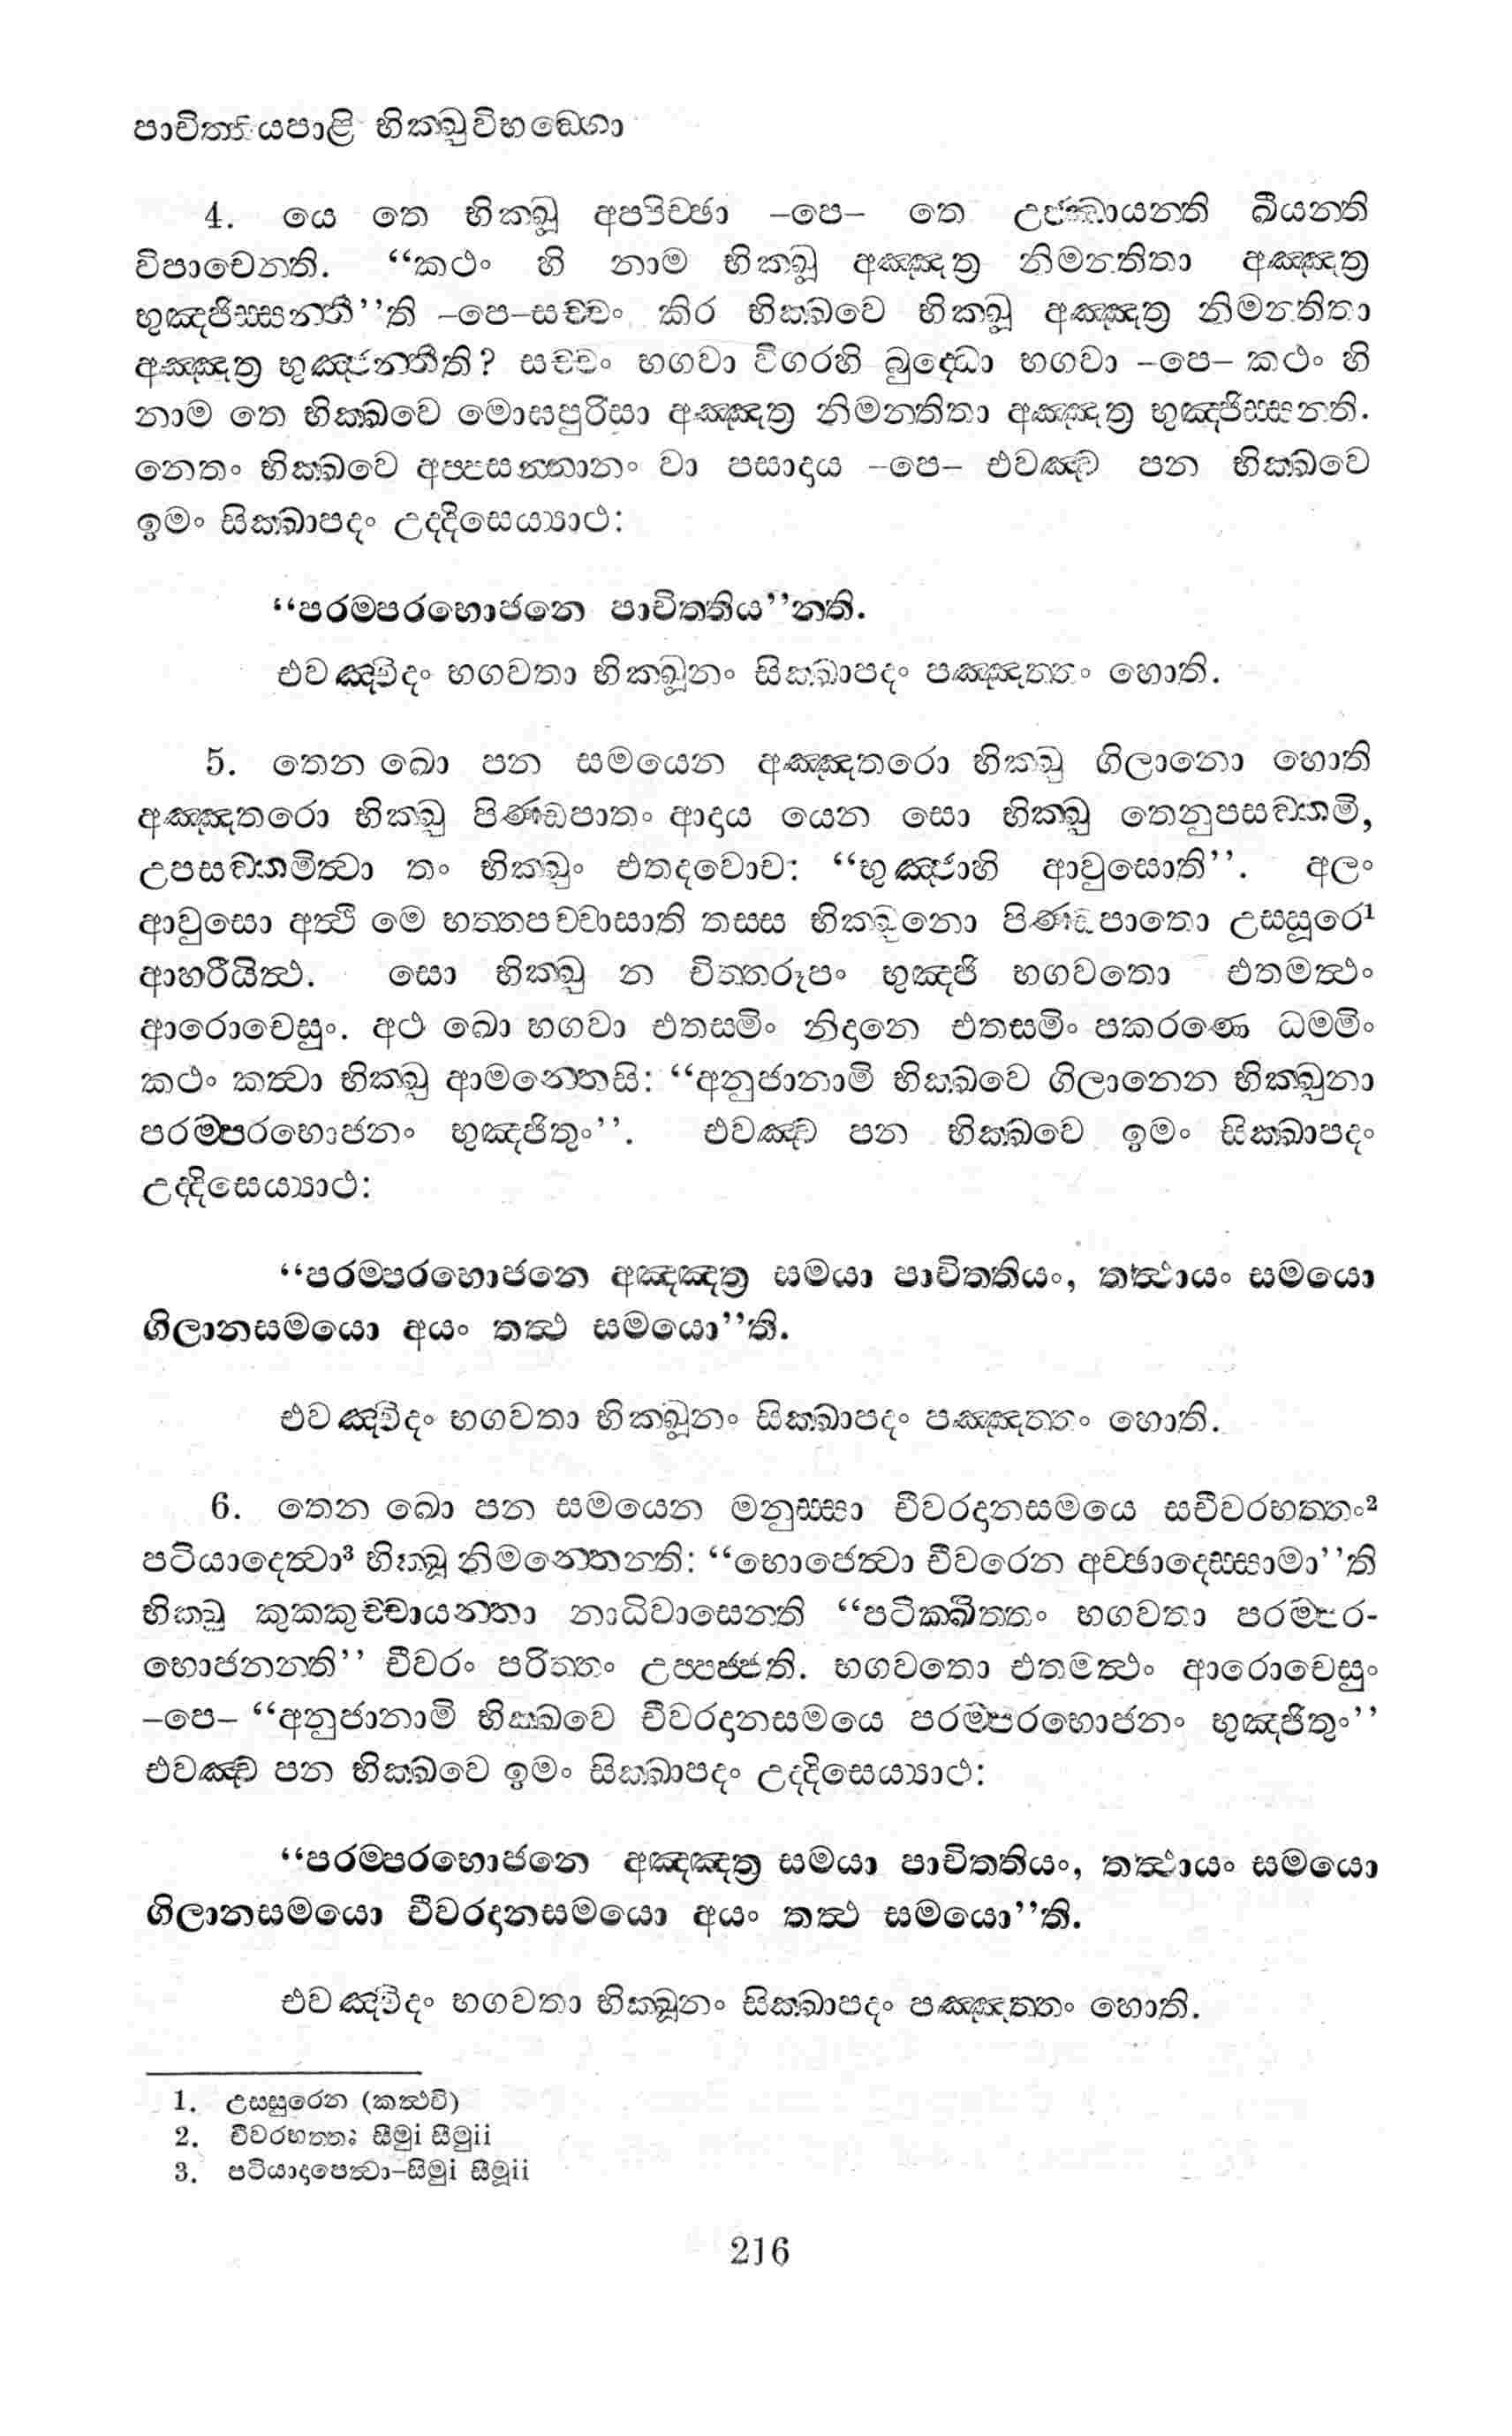 පාචිත්තියපාළි භික්ඛුවිභඞ්ගො
4. යෙ තෙ භික්ඛූ අප්පිච්ඡා –පෙ– තෙ උජ්ඣායන්ති ඛීයන්ති
විපාචෙන්ති. “කථං හි නාම භික්ඛූ අඤ්ඤත්‍ර නිමන්තිතා අඤ්ඤත්‍ර
භුඤ්ජිස්සන්තී”ති –පෙ–සච්චං කිර භික්ඛවෙ භික්ඛූ අඤ්ඤත්‍ර නිමන්තිතා
අඤ්ඤත්‍ර භුඤ්ජන්තීති? සච්චං භගවා විගරහි බුද්ධො භගවා –පෙ– කථං හි
නාම තෙ භික්ඛවෙ මොඝපුරිසා අඤ්ඤත්‍ර නිමන්තිතා අඤ්ඤත්‍ර භුඤ්ජිස්සන්ති.
නෙතං භික්ඛවෙ අප්පසන්නානං වා පසාදාය –පෙ– එවඤ්ච පන භික්ඛවෙ
ඉමං සික්ඛාපදං උද්දිසෙය්‍යාථ:
“පරම්පරභොජනෙ පාචිත්තිය”න්ති.
එවඤ්චිදං භගවතා භික්ඛූනං සික්ඛාපදං පඤ්ඤත්තං හොති.
5. තෙන ඛො පන සමයෙන අඤ්ඤතරො භික්ඛු ගිලානො හොති
අඤ්ඤතරො භික්ඛු පිණ්ඩපාතං ආදාය යෙන සො භික්ඛු තෙනුපසඞ්කමි,
උපසඞ්කමිත්වා තං භික්ඛුං එතදවොච: “භුඤ්ජාහි ආවුසොති”. අලං
ආවුසො අත්ථි මෙ භත්තපච්චාසාති තස්ස භික්ඛුනො පිණ්ඩපාතො උස්සූරෙ¹
ආහරීයිත්ථ. සො භික්ඛු න චිත්තරූපං භුඤ්ජි භගවතො එතමත්ථං
ආරොචෙසුං. අථ ඛො භගවා එතස්මිං නිදානෙ එතස්මිං පකරණෙ ධම්මිං
කථං කත්වා භික්ඛු ආමන්තෙසි: “අනුජානාමි භික්ඛවෙ ගිලානෙන භික්ඛුනා
පරම්පරභොජනං භුඤ්ජිතුං”. එවඤ්ච පන භික්ඛවෙ ඉමං සික්ඛාපදං
උද්දිසෙය්‍යාථ:
“පරම්පරභොජනෙ අඤ්ඤත්‍ර සමයා පාචිත්තියං, තත්ථායං සමයො
ගිලානසමයො අයං තත්ථ සමයො”ති.
එවඤ්චිදං භගවතා භික්ඛූනං සික්ඛාපදං පඤ්ඤත්තං හොති.
6. තෙන ඛො පන සමයෙන මනුස්සා චීවරදානසමයෙ සචීවරභත්තං²
පටියාදෙත්වා³ භික්ඛූ නිමන්තෙන්ති: “භොජෙත්වා චීවරෙන අච්ඡාදෙස්සාමා”ති
භික්ඛූ කුක්කුච්චායන්තා නාධිවාසෙන්ති “පටික්ඛිත්තං භගවතා පරම්පර-
භොජනන්ති” චීවරං පරිත්තං උප්පජ්ජති. භගවතො එතමත්ථං ආරොචෙසුං
–පෙ– “අනුජානාමි භික්ඛවෙ චීවරදානසමයෙ පරම්පරභොජනං භුඤ්ජිතුං”
එවඤ්ච පන භික්ඛවෙ ඉමං සික්ඛාපදං උද්දිසෙය්‍යාථ:
“පරම්පරභොජනෙ අඤ්ඤත්‍ර සමයා පාචිත්තියං, තත්ථායං සමයො
ගිලානසමයො චීවරදානසමයො අයං තත්ථ සමයො”ති.
එවඤ්චිදං භගවතා භික්ඛූනං සික්ඛාපදං පඤ්ඤත්තං හොති.
1. උස්සුරෙන (කත්ථචි)
2. චීවරභත්තං සීමුi සීමුii
3. පටියාදාපෙත්වා–සිමුi සීමූii
216